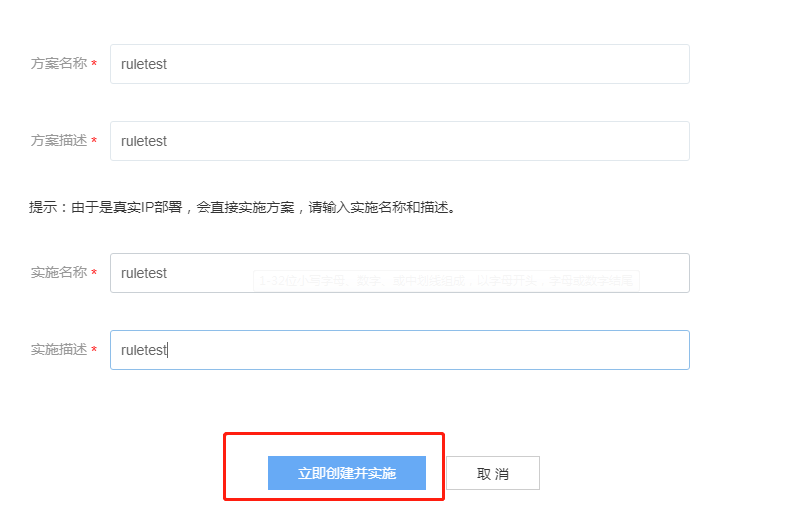 方案名称 * ruletest
方案描述 * ruletest
提示：由于是真实IP部署，会直接实施方案，请输入实施名称和描述。
实施名称 * ruletest
实施描述 * ruletest
立即创建并实施 取 消